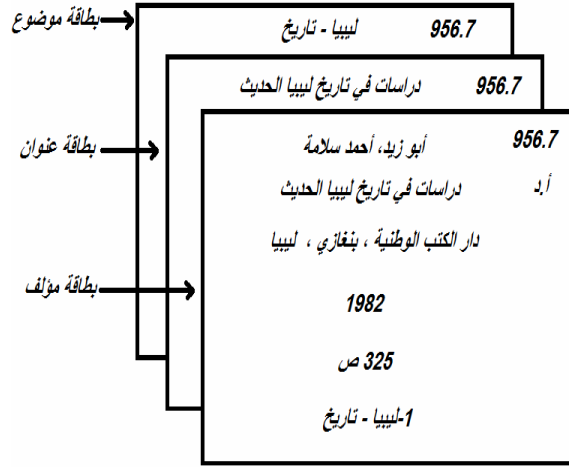 بطاقة موضوع
956.7 ليبيا - تاريخ
956.7 دراسات في تاريخ ليبيا الحديث
بطاقة عنوان
956.7 أبو زيد، أحمد سلامة
أ.د دراسات في تاريخ ليبيا الحديث
دار الكتب الوطنية ، بنغازي ، ليبيا
بطاقة مؤلف
1982
325 ص
1-ليبيا - تاريخ